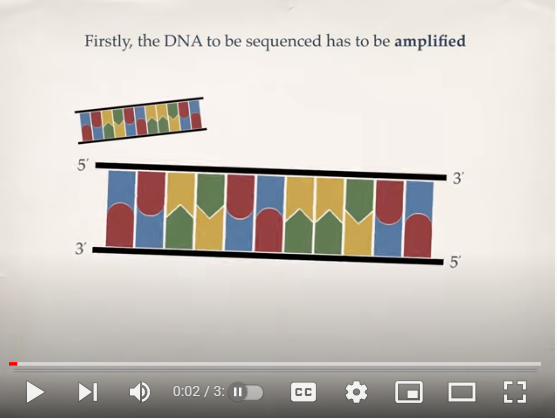 Firstly, the DNA to be sequenced has to be amplified
5' 3'
3' 5'
0:02 / 3:
CC